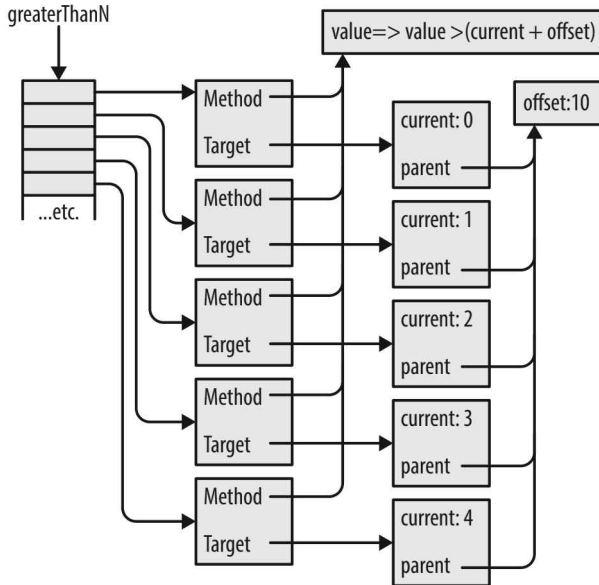 greaterThanN
value=> value >(current + offset)
offset:10
...etc.
Method
Target
current: 0
parent
Method
Target
current: 1
parent
Method
Target
current: 2
parent
Method
Target
current: 3
parent
Method
Target
current: 4
parent